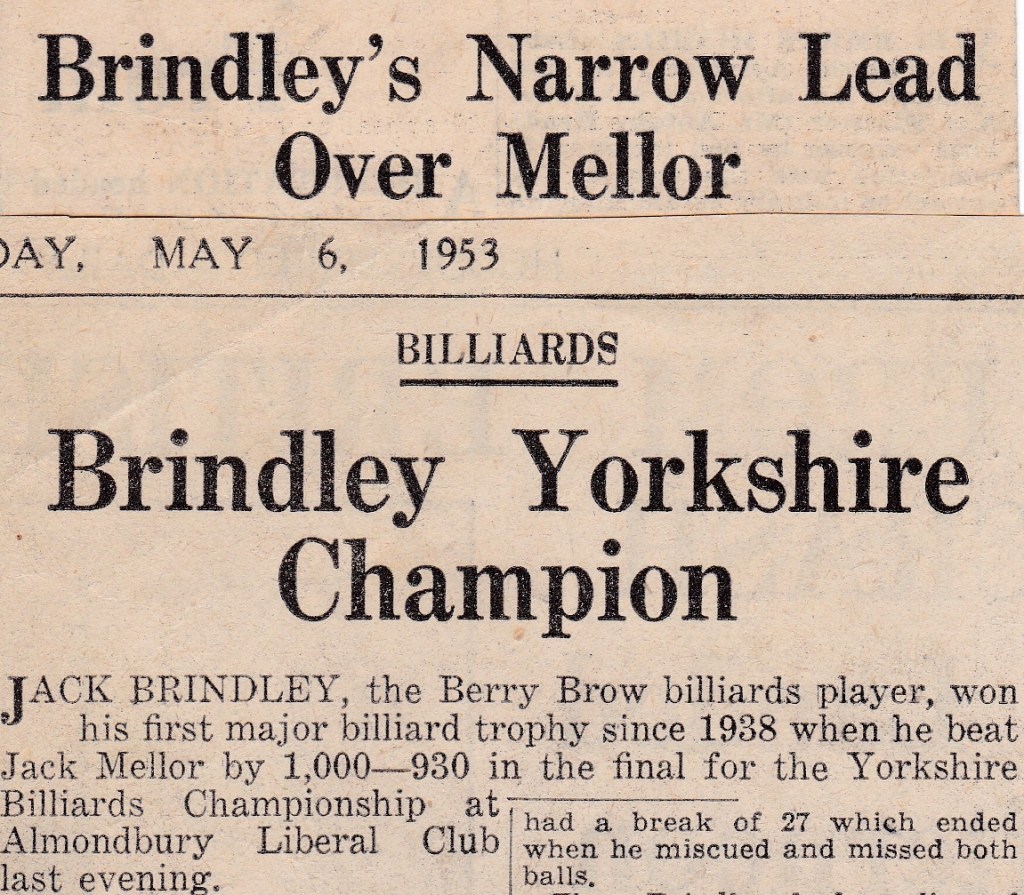 Brindley's Narrow Lead
Over Mellor
DAY, MAY 6, 1953
BILLIARDS
Brindley Yorkshire
Champion
JACK BRINDLEY, the Berry Brow billiards player, won
his first major billiard trophy since 1938 when he beat
Jack Mellor by 1,000—930 in the final for the Yorkshire
Billiards Championship at
Almondbury Liberal Club
last evening.
had a break of 27 which ended
when he miscued and missed both
balls.